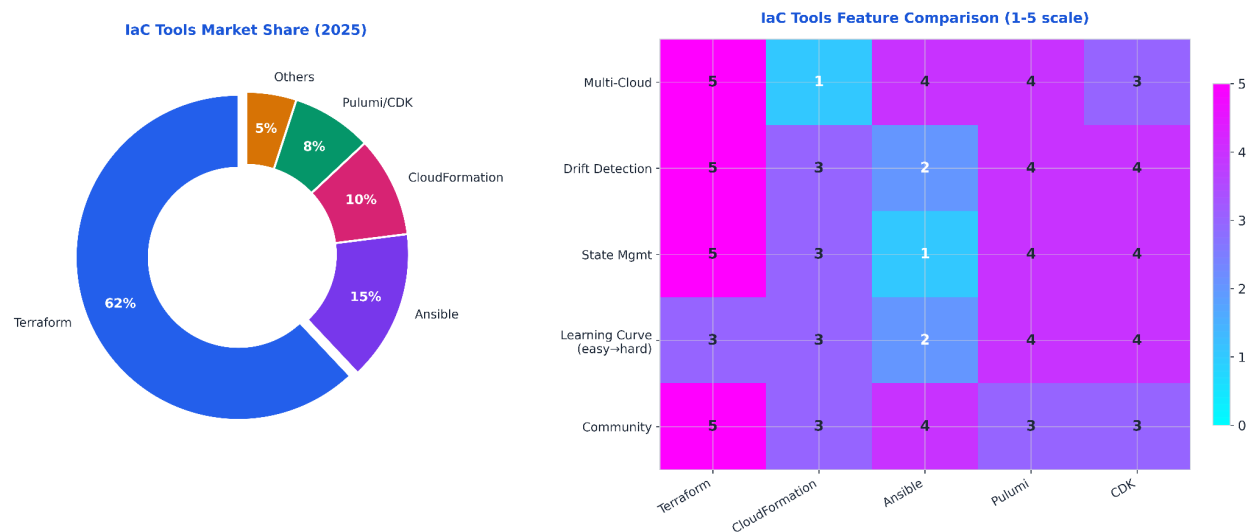 IaC Tools Market Share (2025)
Others
Pulumi/CDK
CloudFormation
Ansible
Terraform
5%
8%
10%
15%
62%
IaC Tools Feature Comparison (1-5 scale)
Multi-Cloud 5 1 4 4 3
Drift Detection 5 3 2 4 4
State Mgmt 5 3 1 4 4
Learning Curve
(easy→hard) 3 3 2 4 4
Community 5 3 4 3 3
Terraform CloudFormation Ansible Pulumi CDK
5
4
3
2
1
0